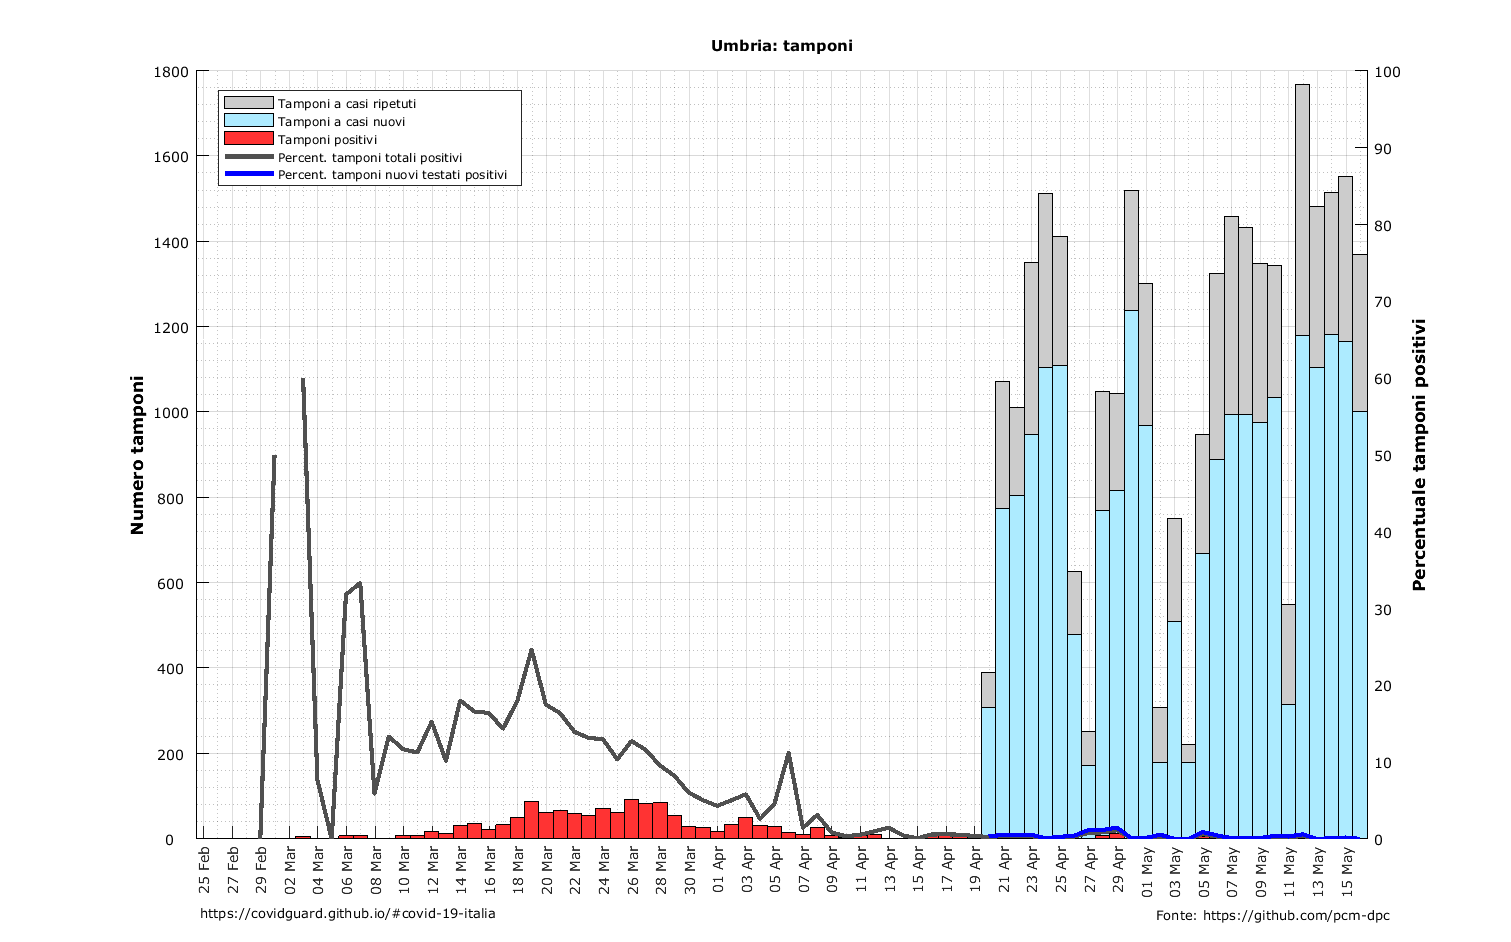 Umbria: tamponi
Tamponi a casi ripetuti
Tamponi a casi nuovi
Tamponi positivi
Percent. tamponi totali positivi
Percent. tamponi nuovi testati positivi
Numero tamponi
1800
1600
1400
1200
1000
800
600
400
200
0
100
90
80
70
60
50
40
30
20
10
0
Percentuale tamponi positivi
25 Feb
27 Feb
29 Feb
02 Mar
04 Mar
06 Mar
08 Mar
10 Mar
12 Mar
14 Mar
16 Mar
18 Mar
20 Mar
22 Mar
24 Mar
26 Mar
28 Mar
30 Mar
01 Apr
03 Apr
05 Apr
07 Apr
09 Apr
11 Apr
13 Apr
15 Apr
17 Apr
19 Apr
21 Apr
23 Apr
25 Apr
27 Apr
29 Apr
01 May
03 May
05 May
07 May
09 May
11 May
13 May
15 May
https://covidguard.github.io/#covid-19-italia
Fonte: https://github.com/pcm-dpc